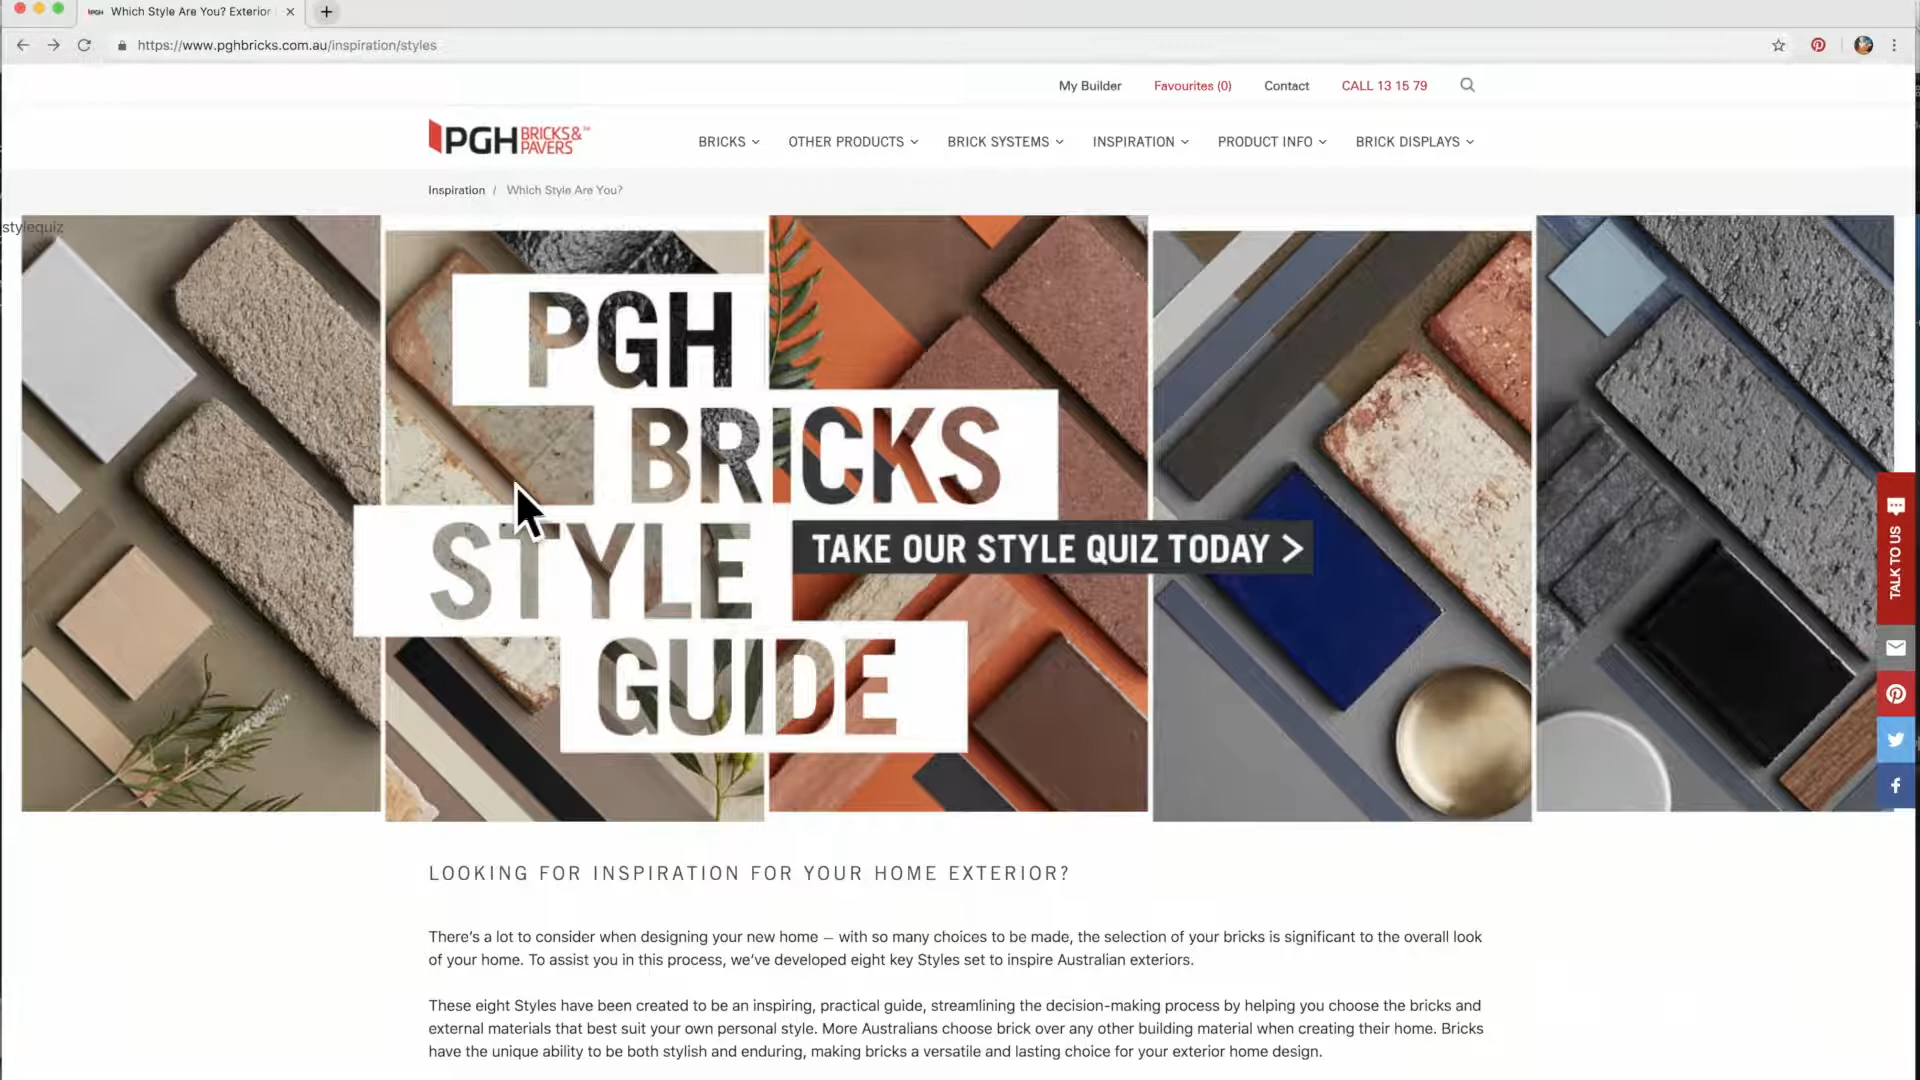 PGH Which Style Are You? Exterior
https://www.pghbricks.com.au/inspiration/styles
My Builder Favourites (0) Contact CALL 13 15 79
PGH BRICKS & PAVERS™
BRICKS OTHER PRODUCTS BRICK SYSTEMS INSPIRATION PRODUCT INFO BRICK DISPLAYS
Inspiration / Which Style Are You?
stylequiz
PGH
BRICKS
STYLE
GUIDE
TAKE OUR STYLE QUIZ TODAY >
TALK TO US
LOOKING FOR INSPIRATION FOR YOUR HOME EXTERIOR?
There's a lot to consider when designing your new home – with so many choices to be made, the selection of your bricks is significant to the overall look
of your home. To assist you in this process, we've developed eight key Styles set to inspire Australian exteriors.
These eight Styles have been created to be an inspiring, practical guide, streamlining the decision-making process by helping you choose the bricks and
external materials that best suit your own personal style. More Australians choose brick over any other building material when creating their home. Bricks
have the unique ability to be both stylish and enduring, making bricks a versatile and lasting choice for your exterior home design.